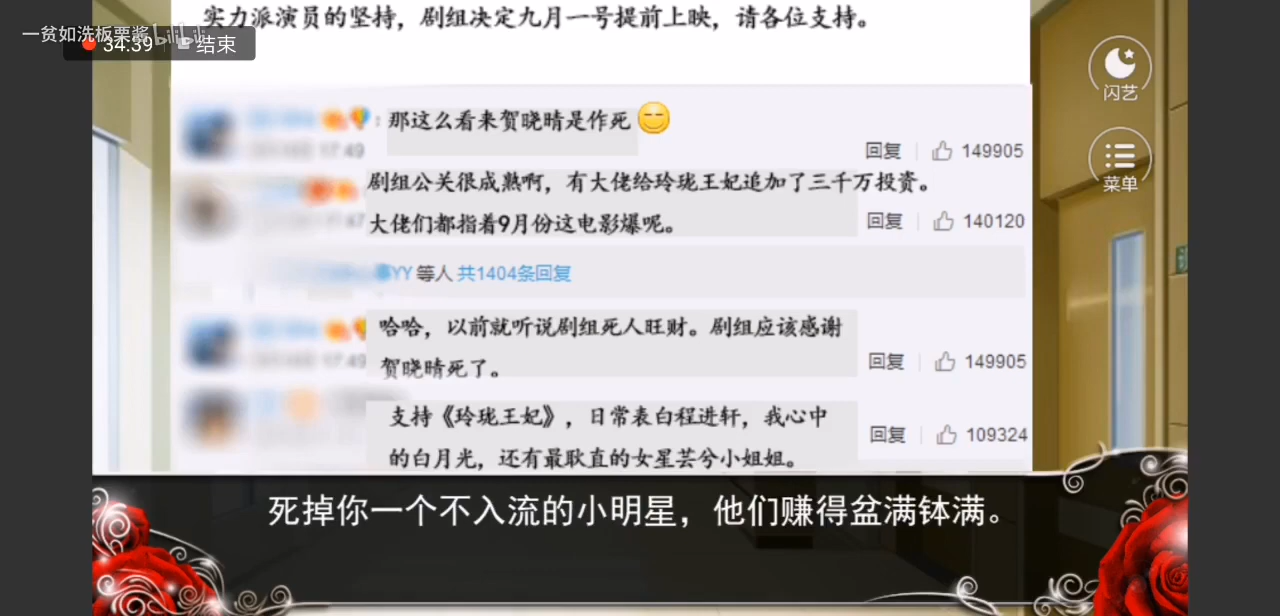 实力派演员的坚持，剧组决定九月一号提前上映，请各位支持。
一贫如洗板栗酱 bilibili
34:39 结束
闪艺
：那这么看来贺晓晴是作死
17:49
回复 149905
菜单
剧组公关很成熟啊，有大佬给玲珑王妃追加了三千万投资。
大佬们都指着9月份这电影爆呢。
回复 140120
YY 等人 共1404条回复
哈哈，以前就听说剧组死人旺财。剧组应该感谢
17:49
贺晓晴死了。
回复 149905
支持《玲珑王妃》，日常表白程进轩，我心中
回复 109324
的白月光，还有最耿直的女星芸兮小姐姐。
死掉你一个不入流的小明星，他们赚得盆满钵满。